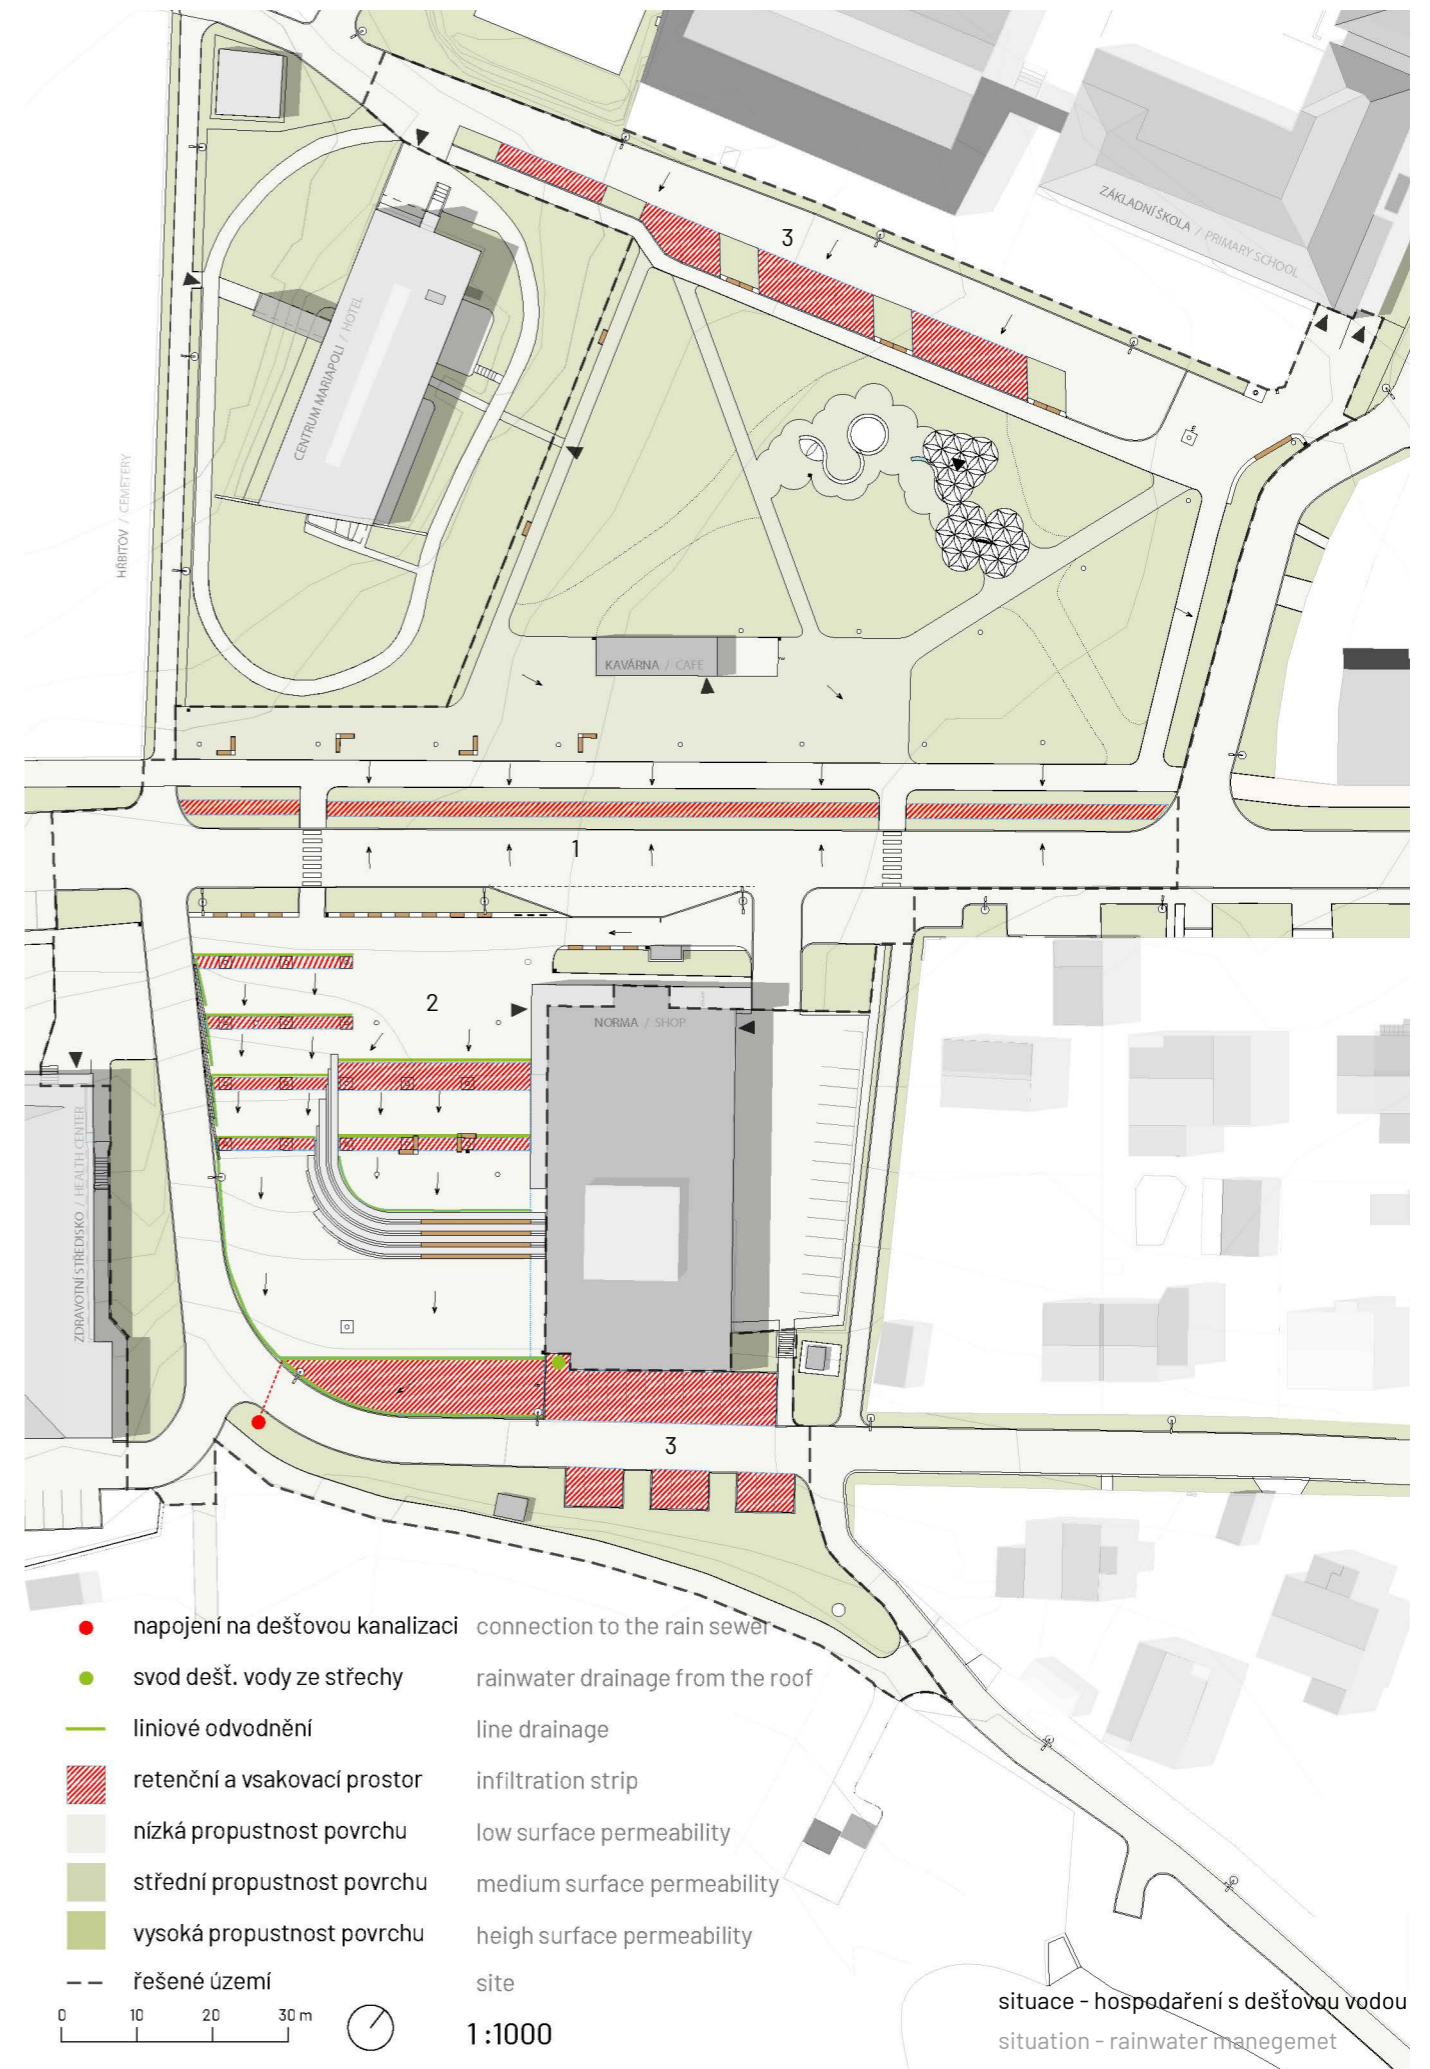 3
ZÁKLADNÍ ŠKOLA / PRIMARY SCHOOL
CENTRUM MARIAPOLI / HOTEL
HŘBITOV / CEMETERY
KAVÁRNA / CAFE
1
2
NORMA / SHOP
ZDRAVOTNÍ STŘEDISKO / HEALTH CENTER
3
napojení na dešťovou kanalizaci connection to the rain sewer
svod dešť. vody ze střechy rainwater drainage from the roof
liniové odvodnění line drainage
retenční a vsakovací prostor infiltration strip
nízká propustnost povrchu low surface permeability
střední propustnost povrchu medium surface permeability
vysoká propustnost povrchu heigh surface permeability
řešené území site
0 10 20 30 m
1:1000
situace - hospodaření s dešťovou vodou
situation - rainwater manegemet